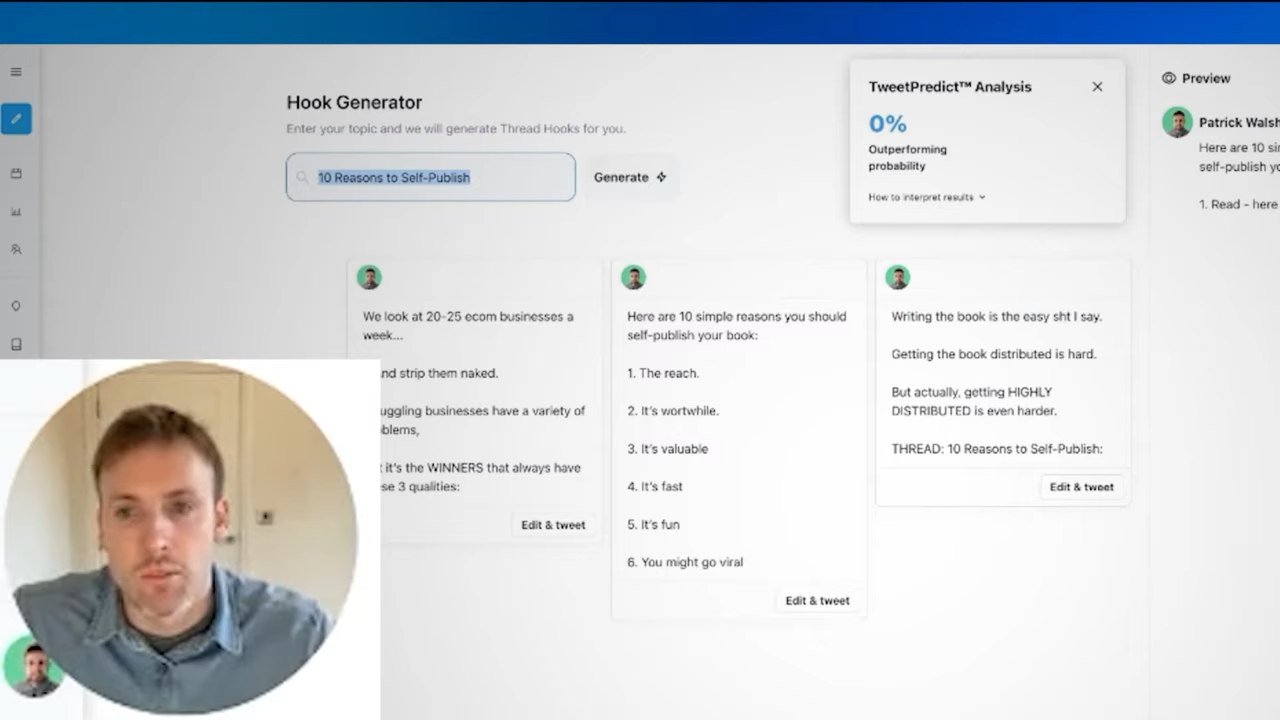 Hook Generator
Enter your topic and we will generate Thread Hooks for you.
10 Reasons to Self-Publish
Generate
TweetPredict™ Analysis
0%
Outperforming
probability
How to interpret results
Preview
Patrick Walsh
Here are 10
self-publish
1. Read - here
We look at 20-25 ecom businesses a
week...
strip them naked.
businesses have a variety of
it's the WINNERS that always have
3 qualities:
Edit & tweet
Here are 10 simple reasons you should
self-publish your book:
1. The reach.
2. It's wortwhile.
3. It's valuable
4. It's fast
5. It's fun
6. You might go viral
Edit & tweet
Writing the book is the easy sht I say.
Getting the book distributed is hard.
But actually, getting HIGHLY
DISTRIBUTED is even harder.
THREAD: 10 Reasons to Self-Publish:
Edit & tweet